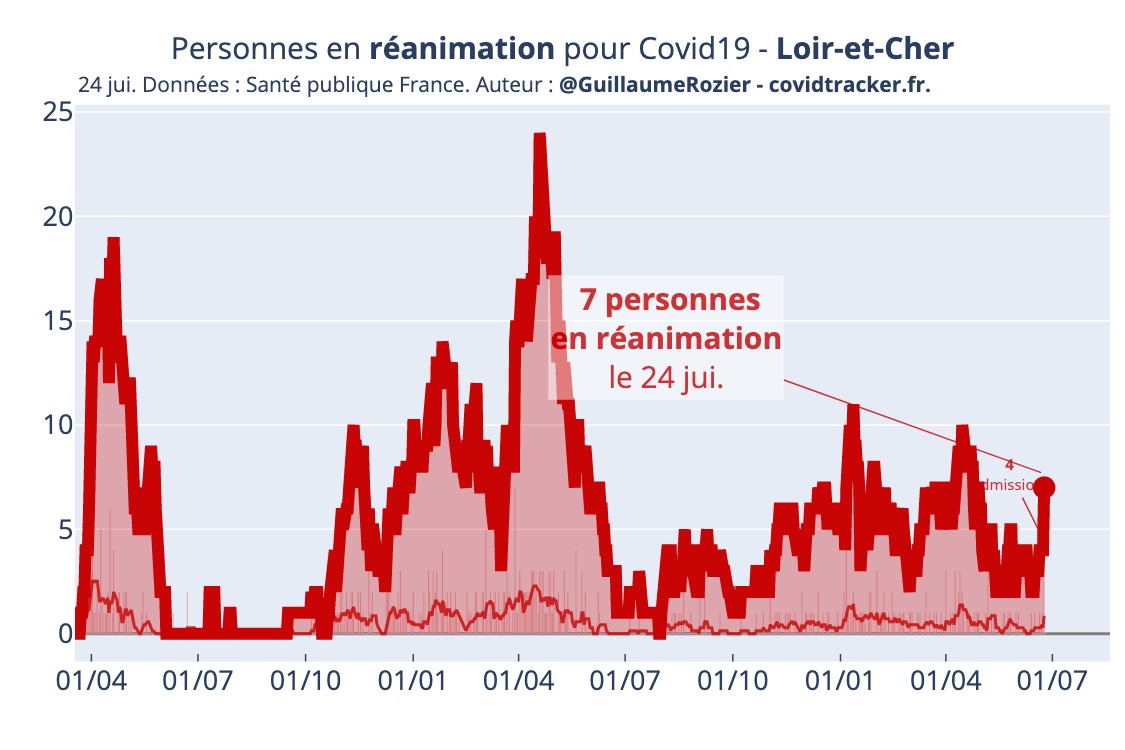 Personnes en réanimation pour Covid19 - Loir-et-Cher
24 jui. Données : Santé publique France. Auteur : @GuillaumeRozier - covidtracker.fr.
25
20
15
10
5
0
7 personnes
en réanimation
le 24 jui.
4
dmissio
01/04 01/07 01/10 01/01 01/04 01/07 01/10 01/01 01/04 01/07